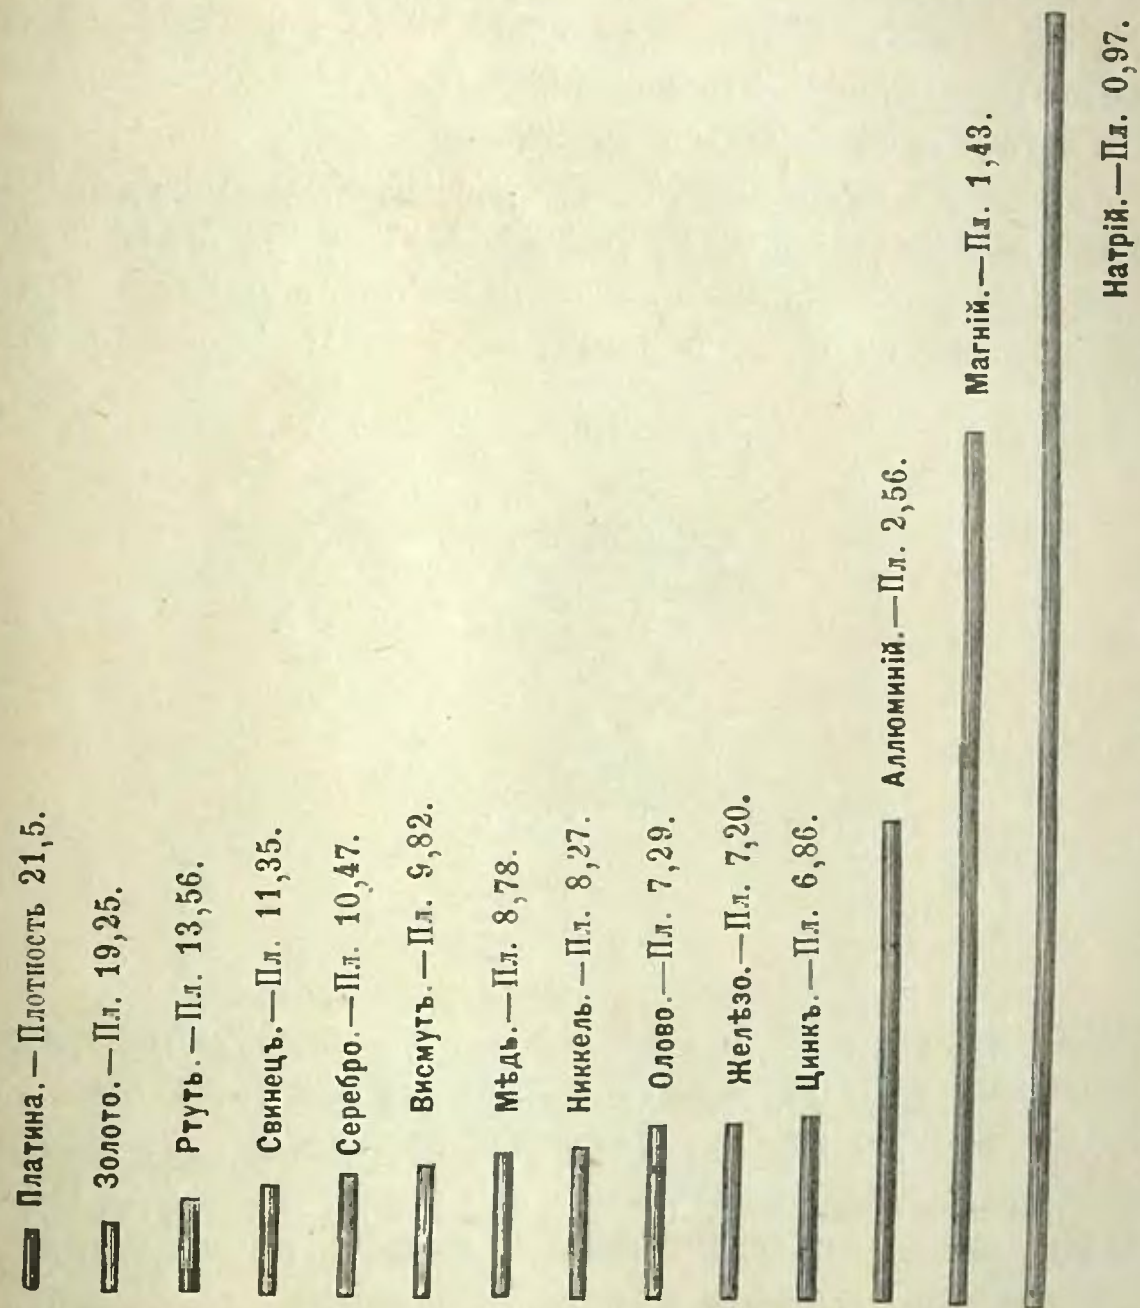 Платина.—Плотность 21,5.
Золото.—Пл. 19,25.
Ртуть.—Пл. 13,56.
Свинецъ.—Пл. 11,35.
Серебро.—Пл. 10,47.
Висмутъ.—Пл. 9,82.
Мѣдь.—Пл. 8,78.
Никкель.—Пл. 8,27.
Олово.—Пл. 7,29.
Желѣзо.—Пл. 7,20.
Цинкъ.—Пл. 6,86.
Аллюминій.—Пл. 2,56.
Магній.—Пл. 1,43.
Натрій.—Пл. 0,97.